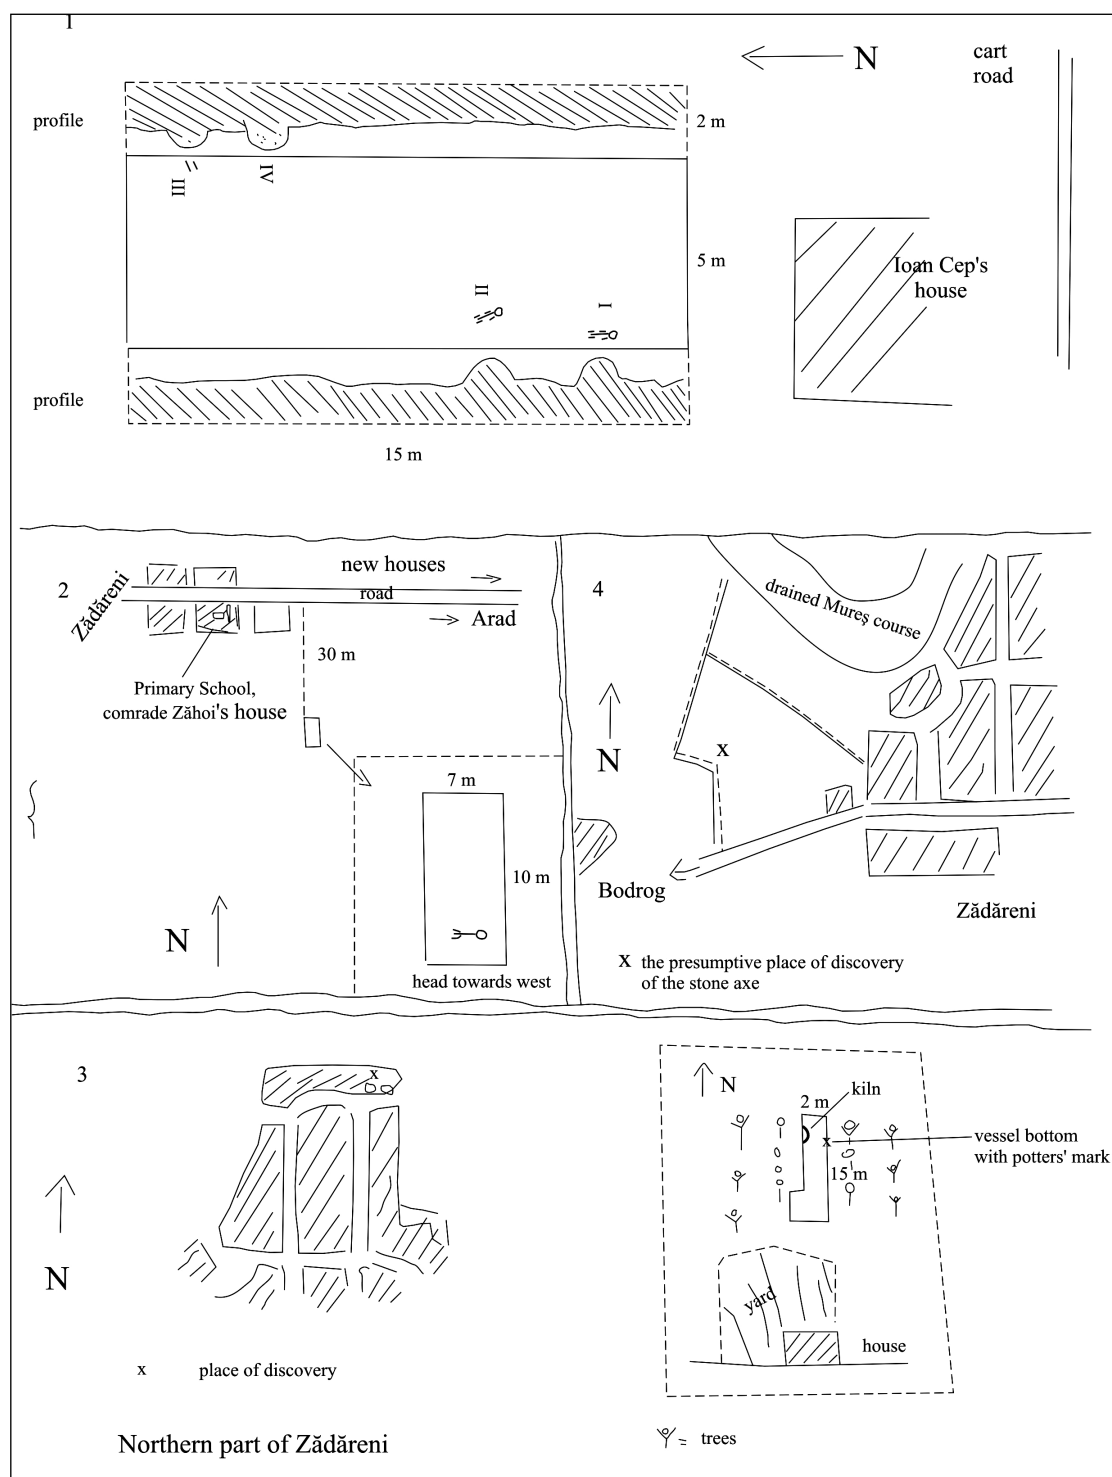 1
N
cart
road
profile
2 m
III
IV
5 m
Ioan Cep's
house
II
I
profile
15 m
2
Zădăreni
new houses
road
Arad
30 m
Primary School,
comrade Zăhoi's house
7 m
10 m
N
head towards west
4
drained Mureş course
N
x
Bodrog
Zădăreni
x the presumptive place of discovery
of the stone axe
3
x
N
x place of discovery
Northern part of Zădăreni
N
kiln
2 m
x
vessel bottom
with potters' mark
15 m
yard
house
= trees